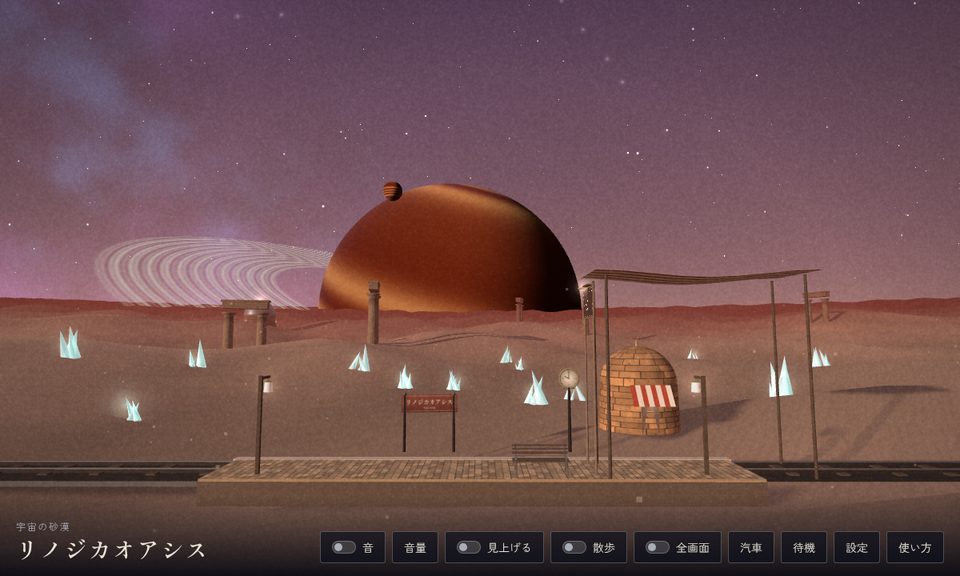 リノジカオアシス
宇宙の砂漠
リノジカオアシス
音
音量
見上げる
散歩
全画面
汽車
待機
設定
使い方